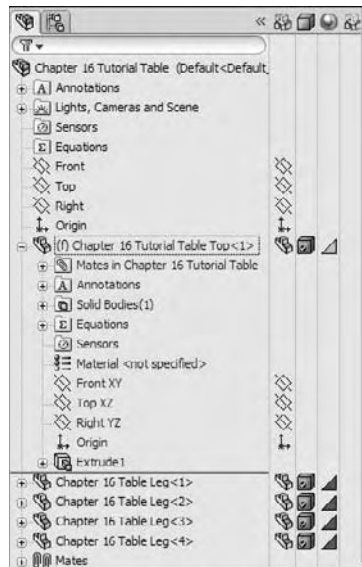 «
Chapter 16 Tutorial Table (Default<Default_
A Annotations
Lights, Cameras and Scene
Sensors
Σ Equations
Front
Top
Right
Origin
(f) Chapter 16 Tutorial Table Top<1>
Mates in Chapter 16 Tutorial Table
A Annotations
Solid Bodies(1)
Σ Equations
Sensors
Material <not specified>
Front XY
Top XZ
Right YZ
Origin
Extrude1
Chapter 16 Table Leg<1>
Chapter 16 Table Leg<2>
Chapter 16 Table Leg<3>
Chapter 16 Table Leg<4>
Mates